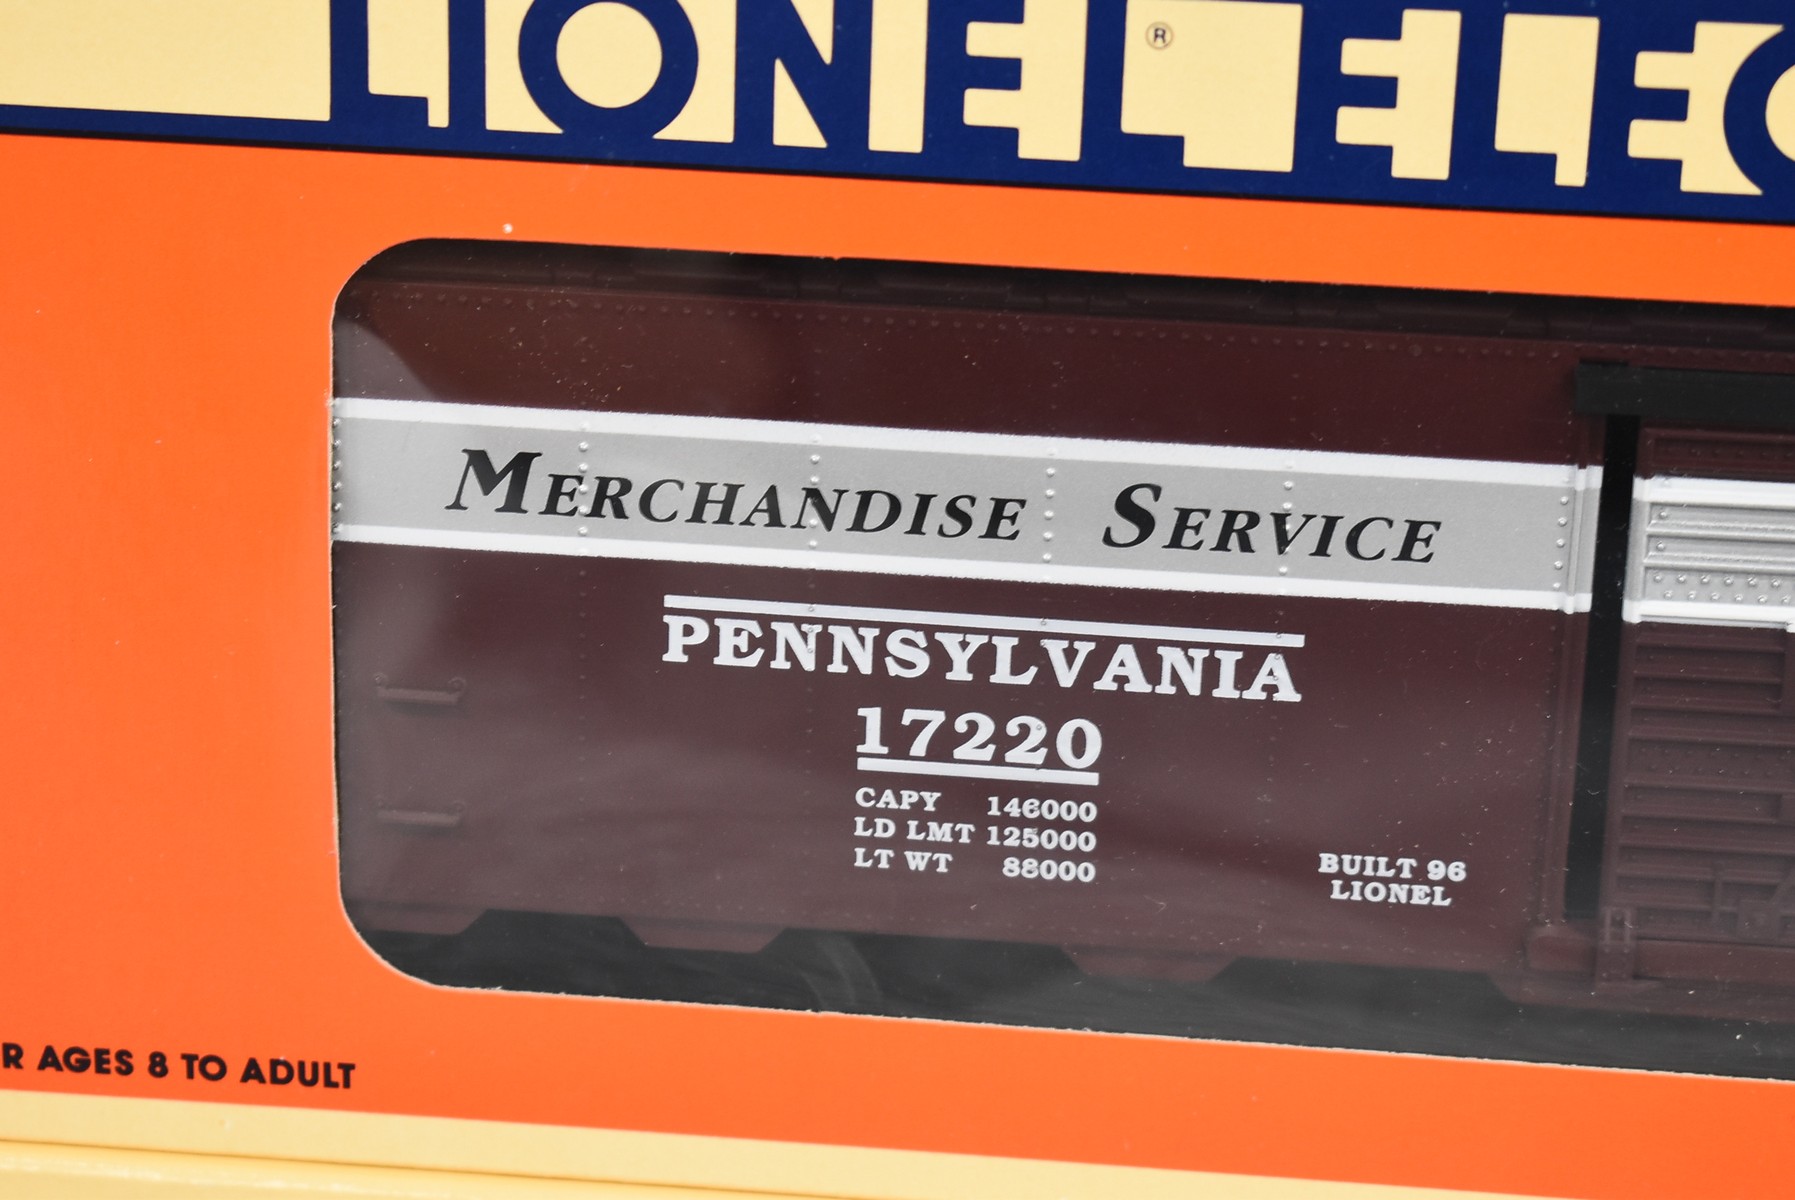 LIONEL ® ELEC
MERCHANDISE SERVICE
PENNSYLVANIA
17220
CAPY 146000
LD LMT 125000
LT WT 88000
BUILT 96
LIONEL
R AGES 8 TO ADULT